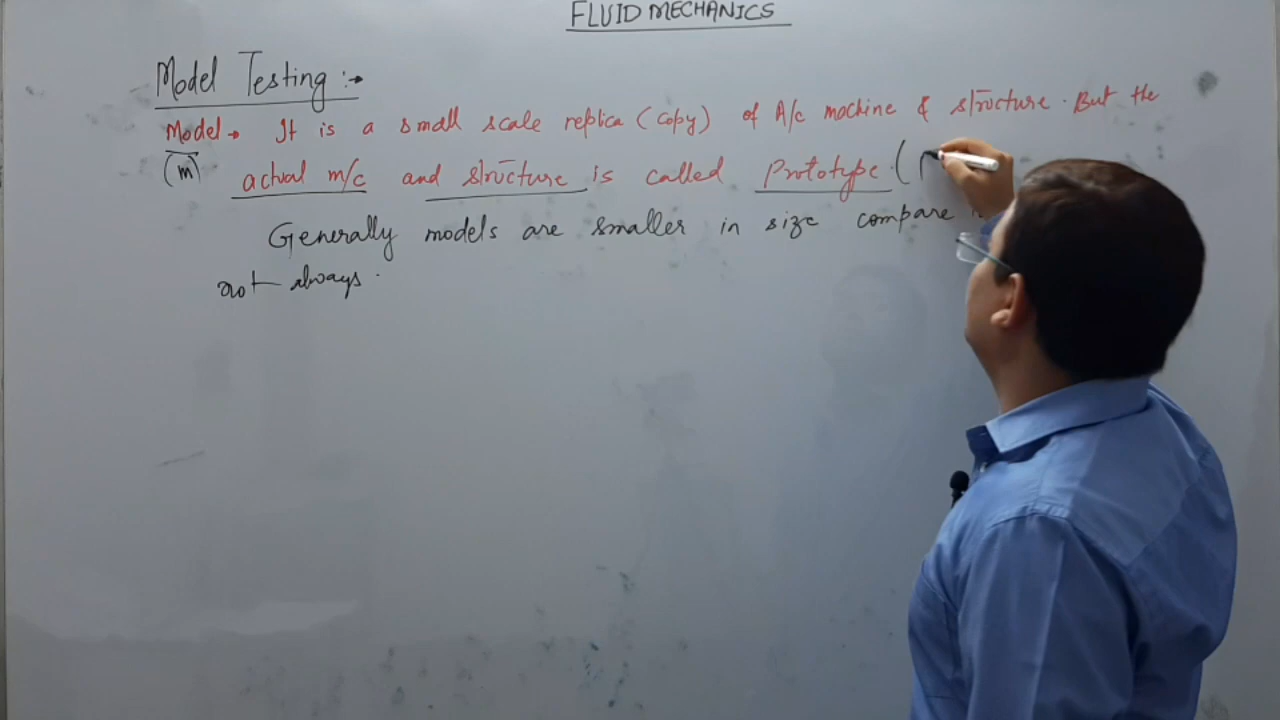 FLUID MECHANICS
Model Testing :→
Model → It is a small scale replica (copy) of A/c machine & structure. But the
(m) actual m/c and structure is called Prototype. (
Generally models are smaller in size compare
not always.